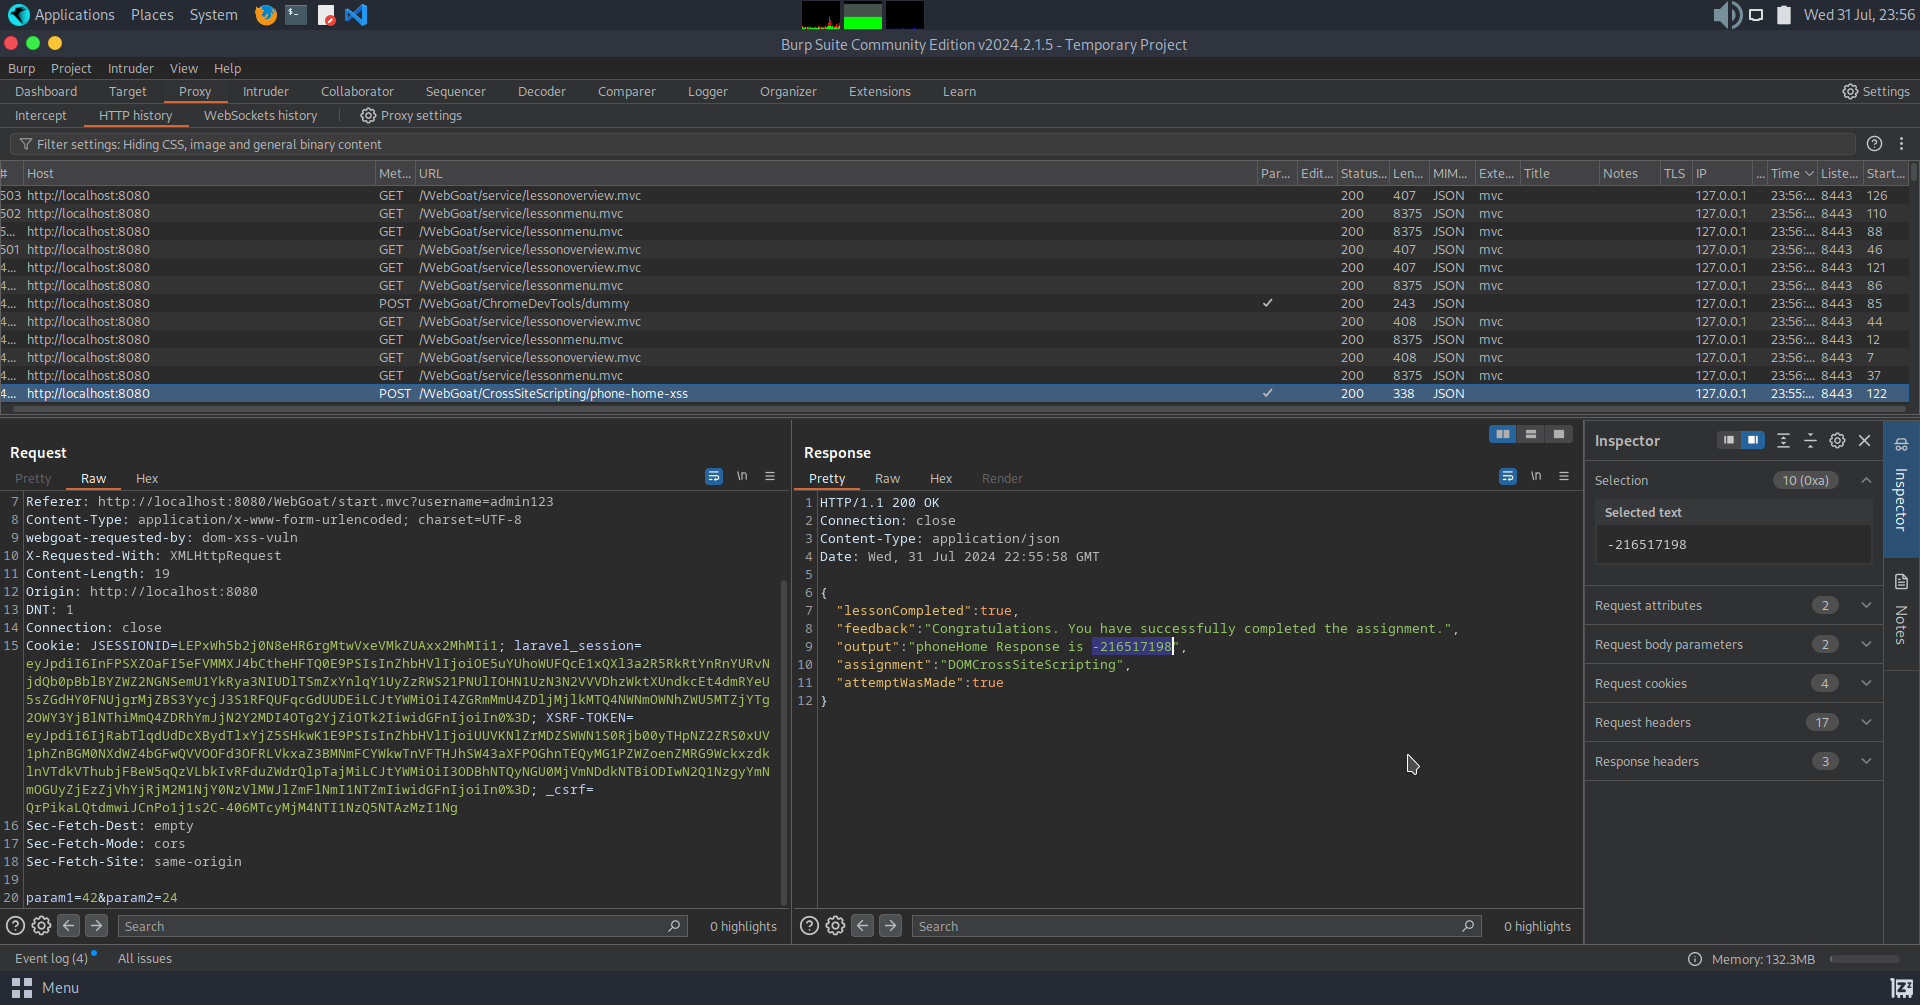 Applications Places System Wed 31 Jul, 23:56
Burp Suite Community Edition v2024.2.1.5 - Temporary Project
Burp Project Intruder View Help
Dashboard Target Proxy Intruder Collaborator Sequencer Decoder Comparer Logger Organizer Extensions Learn Settings
Intercept HTTP history WebSockets history Proxy settings
Filter settings: Hiding CSS, image and general binary content
# Host Met... URL Par... Edit... Status... Len... MIM... Exte... Title Notes TLS IP ... Time Liste... Start...
503 http://localhost:8080 GET /WebGoat/service/lessonoverview.mvc 200 407 JSON mvc 127.0.0.1 23:56:... 8443 126
502 http://localhost:8080 GET /WebGoat/service/lessonmenu.mvc 200 8375 JSON mvc 127.0.0.1 23:56:... 8443 110
5... http://localhost:8080 GET /WebGoat/service/lessonmenu.mvc 200 8375 JSON mvc 127.0.0.1 23:56:... 8443 88
501 http://localhost:8080 GET /WebGoat/service/lessonoverview.mvc 200 407 JSON mvc 127.0.0.1 23:56:... 8443 46
4... http://localhost:8080 GET /WebGoat/service/lessonoverview.mvc 200 407 JSON mvc 127.0.0.1 23:56:... 8443 121
4... http://localhost:8080 GET /WebGoat/service/lessonmenu.mvc 200 8375 JSON mvc 127.0.0.1 23:56:... 8443 86
4... http://localhost:8080 POST /WebGoat/ChromeDevTools/dummy ✓ 200 243 JSON 127.0.0.1 23:56:... 8443 85
4... http://localhost:8080 GET /WebGoat/service/lessonoverview.mvc 200 408 JSON mvc 127.0.0.1 23:56:... 8443 44
4... http://localhost:8080 GET /WebGoat/service/lessonmenu.mvc 200 8375 JSON mvc 127.0.0.1 23:56:... 8443 12
4... http://localhost:8080 GET /WebGoat/service/lessonoverview.mvc 200 408 JSON mvc 127.0.0.1 23:56:... 8443 7
4... http://localhost:8080 GET /WebGoat/service/lessonmenu.mvc 200 8375 JSON mvc 127.0.0.1 23:56:... 8443 37
4... http://localhost:8080 POST /WebGoat/CrossSiteScripting/phone-home-xss ✓ 200 338 JSON 127.0.0.1 23:55:... 8443 122
Request
Pretty Raw Hex \n
7 Referer: http://localhost:8080/WebGoat/start.mvc?username=admin123
8 Content-Type: application/x-www-form-urlencoded; charset=UTF-8
9 webgoat-requested-by: dom-xss-vuln
10 X-Requested-With: XMLHttpRequest
11 Content-Length: 19
12 Origin: http://localhost:8080
13 DNT: 1
14 Connection: close
15 Cookie: JSESSIONID=LEPxWh5b2j0N8eHR6rgMtwVxeVMkZUAxx2MhMIi1; laravel_session=
XSRF-TOKEN=
_csrf=
16 Sec-Fetch-Dest: empty
17 Sec-Fetch-Mode: cors
18 Sec-Fetch-Site: same-origin
19
20 param1=42&param2=24
Search 0 highlights
Response
Pretty Raw Hex Render \n
1 HTTP/1.1 200 OK
2 Connection: close
3 Content-Type: application/json
4 Date: Wed, 31 Jul 2024 22:55:58 GMT
5
6 {
7 "lessonCompleted":true,
8 "feedback":"Congratulations. You have successfully completed the assignment.",
9 "output":"phoneHome Response is -216517198",
10 "assignment":"DOMCrossSiteScripting",
11 "attemptWasMade":true
12 }
Search 0 highlights
Inspector
Selection 10 (0xa)
Selected text
-216517198
Request attributes 2
Request body parameters 2
Request cookies 4
Request headers 17
Response headers 3
Inspector
Notes
Event log (4) All issues Memory: 132.3MB
Menu